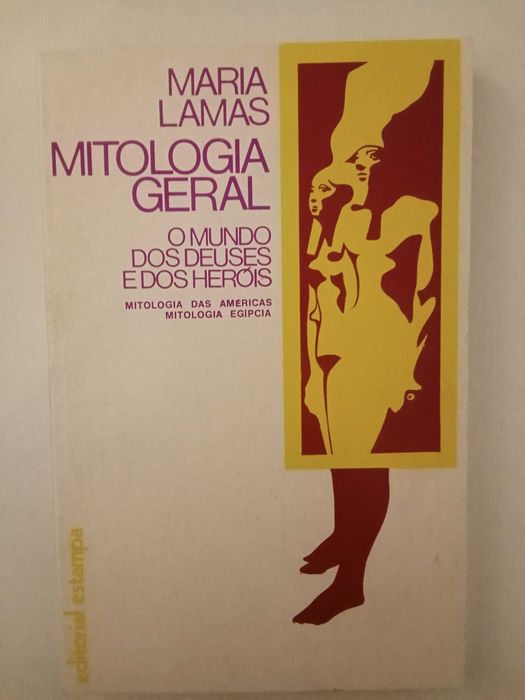 MARIA
LAMAS
MITOLOGIA
GERAL
O MUNDO
DOS DEUSES
E DOS HERÓIS
MITOLOGIA DAS AMÉRICAS
MITOLOGIA EGÍPCIA
editorial estampa